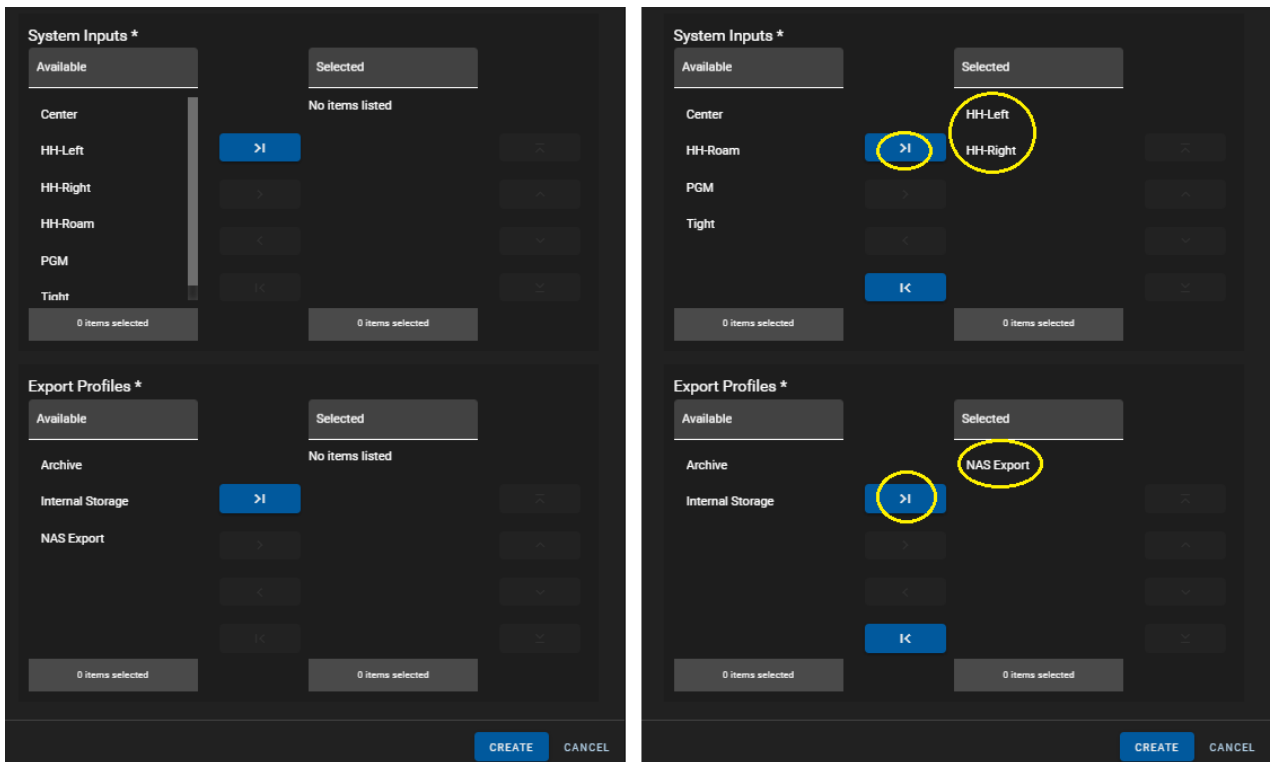 System Inputs *
Available
Selected
Center
HH-Left
HH-Right
HH-Roam
PGM
Tight
No items listed
0 items selected
0 items selected
Export Profiles *
Available
Selected
Archive
Internal Storage
NAS Export
No items listed
0 items selected
0 items selected
CREATE CANCEL
System Inputs *
Available
Selected
Center
HH-Roam
PGM
Tight
HH-Left
HH-Right
0 items selected
0 items selected
Export Profiles *
Available
Selected
Archive
Internal Storage
NAS Export
0 items selected
0 items selected
CREATE CANCEL